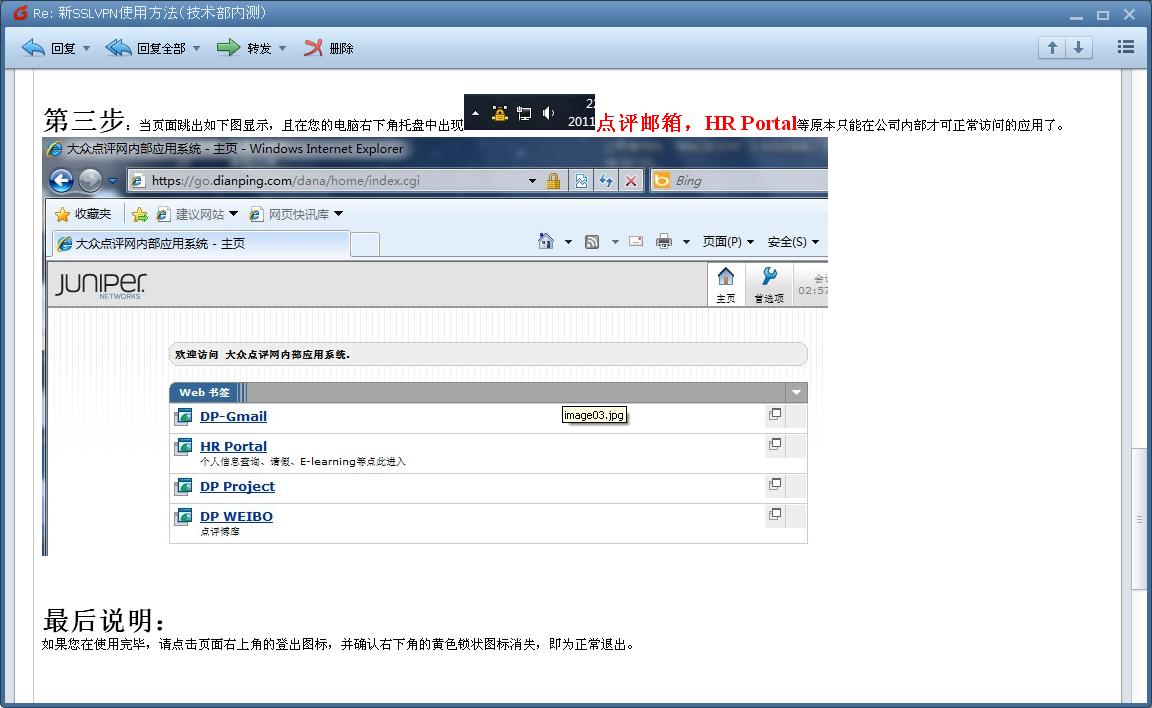 Re: 新SSLVPN使用方法(技术部内测)
回复 回复全部 转发 删除
第三步：当页面跳出如下图显示，且在您的电脑右下角托盘中出现 2011 点评邮箱，HR Portal等原本只能在公司内部才可正常访问的应用了。
大众点评网内部应用系统 - 主页 - Windows Internet Explorer
https://go.dianping.com/dana/home/index.cgi Bing
收藏夹 建议网站 网页快讯库
大众点评网内部应用系统 - 主页 页面(P) 安全(S)
JUNIPER
NETWORKS
主页 首选项 02:57
欢迎访问 大众点评网内部应用系统.
Web 书签
DP-Gmail
image03.jpg
HR Portal
个人信息查询、请假、E-learning等点此进入
DP Project
DP WEIBO
点评博库
最后说明：
如果您在使用完毕，请点击页面右上角的登出图标，并确认右下角的黄色锁状图标消失，即为正常退出。